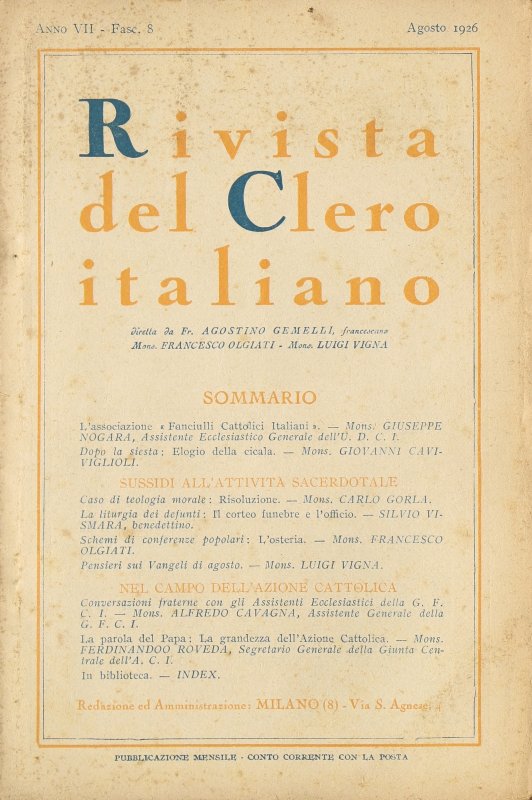 ANNO VII - Fasc. 8 Agosto 1926
Rivista
del Clero
italiano
diretta da Fr. AGOSTINO GEMELLI, francescano
Mons. FRANCESCO OLGIATI - Mons. LUIGI VIGNA
SOMMARIO
L'associazione « Fanciulli Cattolici Italiani ». — Mons. GIUSEPPE
NOGARA, Assistente Ecclesiastico Generale dell'U. D. C. I.
Dopo la siesta: Elogio della cicala. — Mons. GIOVANNI CAVI-
VIGLIOLI.
SUSSIDI ALL'ATTIVITÀ SACERDOTALE
Caso di teologia morale: Risoluzione. — Mons. CARLO GORLA.
La liturgia dei defunti: Il corteo funebre e l'officio. — SILVIO VI-
SMARA, benedettino.
Schemi di conferenze popolari: L'osteria. — Mons. FRANCESCO
OLGIATI.
Pensieri sui Vangeli di agosto. — Mons. LUIGI VIGNA.
NEL CAMPO DELL'AZIONE CATTOLICA
Conversazioni fraterne con gli Assistenti Ecclesiastici della G. F.
C. I. — Mons. ALFREDO CAVAGNA, Assistente Generale della
G. F. C. I.
La parola del Papa: La grandezza dell'Azione Cattolica. — Mons.
FERDINANDOO ROVEDA, Segretario Generale della Giunta Cen-
trale dell'A. C. I.
In biblioteca. — INDEX.
Redazione ed Amministrazione: MILANO (8) - Via S. Agnese, 4
PUBBLICAZIONE MENSILE - CONTO CORRENTE CON LA POSTA